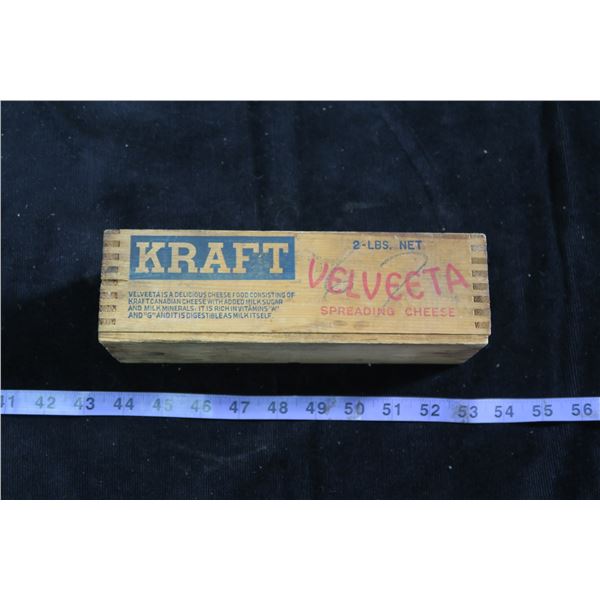 KRAFT
2-LBS. NET
VELVEETA
SPREADING CHEESE
VELVEETA IS A DELICIOUS CHEESE FOOD CONSISTING OF
KRAFT CANADIAN CHEESE WITH ADDED MILK SUGAR
AND MILK MINERALS. IT IS RICH IN VITAMINS "A"
AND "G" AND IT IS DIGESTIBLE AS MILK ITSELF.
41 42 43 44 45 46 47 48 49 50 51 52 53 54 55 56